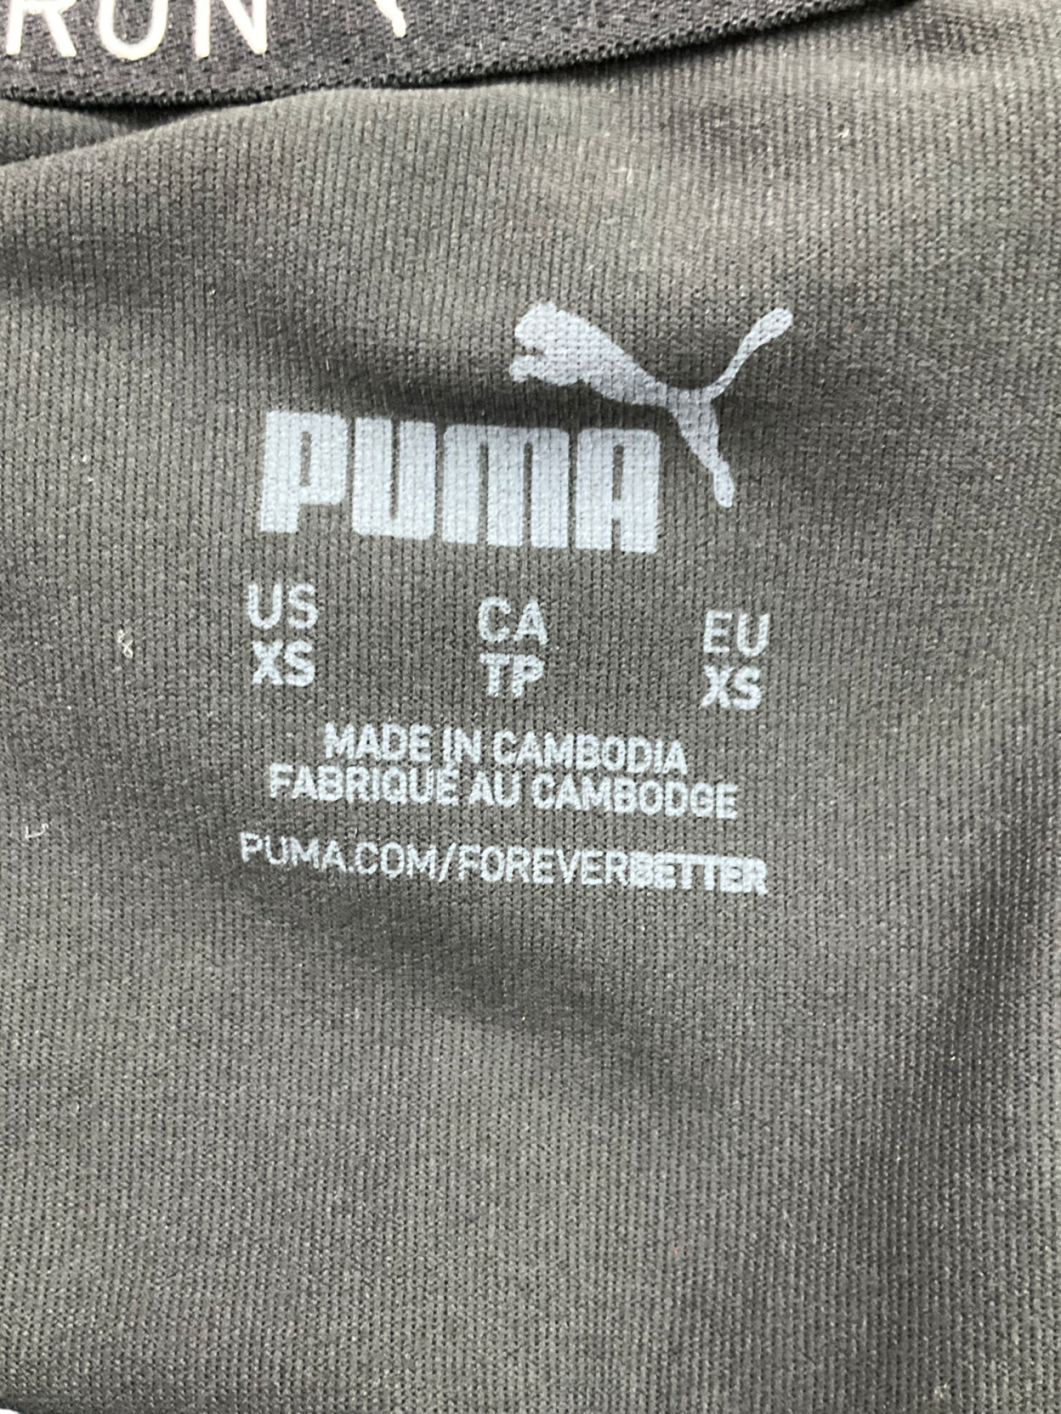 RUN
PUMA
US CA EU
XS TP XS
MADE IN CAMBODIA
FABRIQUÉ AU CAMBODGE
PUMA.COM/FOREVERBETTER